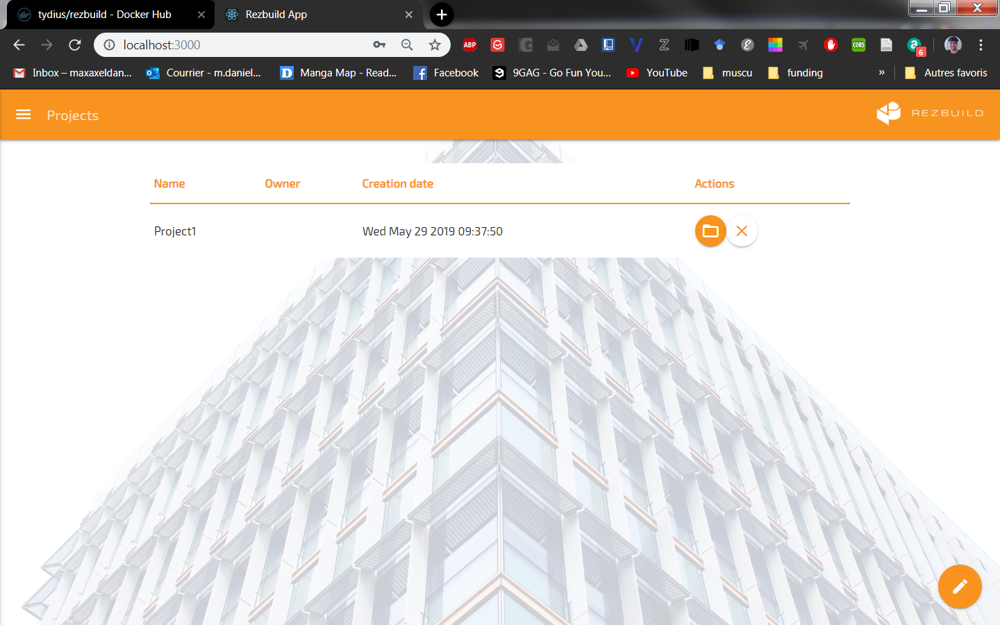 tydius/rezbuild - Docker Hub
Rezbuild App
localhost:3000
ABP
CORS
6
Inbox – maxaxeldan...
Courrier - m.daniel...
Manga Map - Read...
Facebook
9GAG - Go Fun You...
YouTube
muscu
funding
»
Autres favoris
Projects
REZBUILD
Name Owner Creation date Actions
Project1 Wed May 29 2019 09:37:50